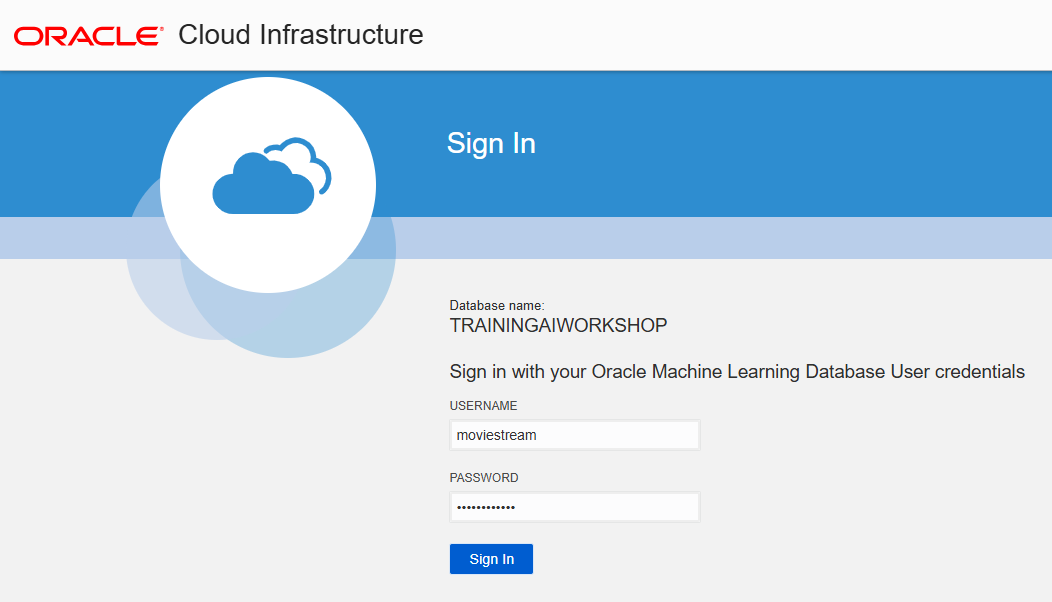 ORACLE® Cloud Infrastructure
Sign In
Database name:
TRAININGAIWORKSHOP
Sign in with your Oracle Machine Learning Database User credentials
USERNAME
moviestream
PASSWORD
••••••••••••
Sign In